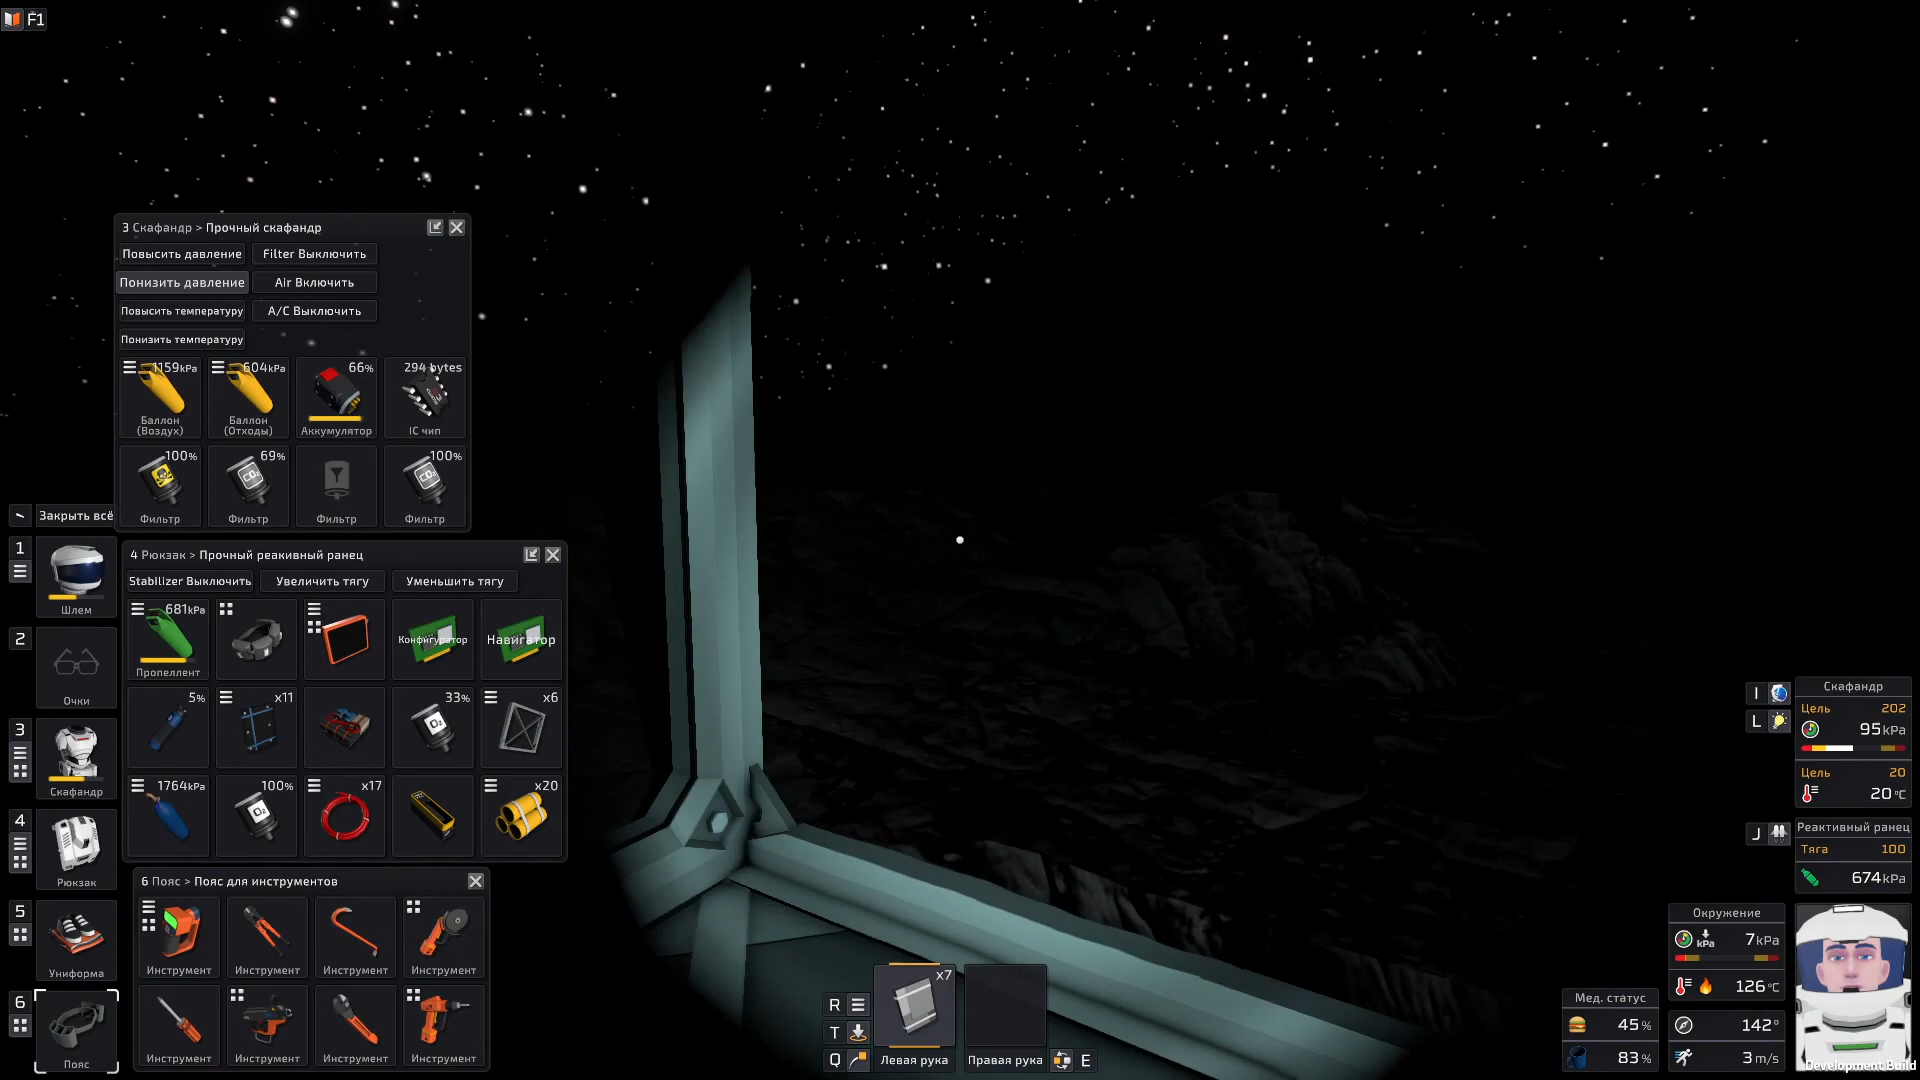 F1
3 Скафандр > Прочный скафандр
Повысить давление
Filter Выключить
Понизить давление
Air Включить
Повысить температуру
A/C Выключить
Понизить температуру
1159kPa
604kPa
66%
294 bytes
Баллон (Воздух)
Баллон (Отходы)
Аккумулятор
IC чип
100%
69%
100%
Фильтр
Фильтр
Фильтр
Фильтр
~ Закрыть всё
1
Шлем
2
Очки
3
Скафандр
4
Рюкзак
5
Униформа
6
Пояс
4 Рюкзак > Прочный реакивный ранец
Stabilizer Выключить
Увеличить тягу
Уменьшить тягу
681kPa
Пропеллент
Конфигуратор
Навигатор
5%
x11
33%
x6
1764kPa
100%
x17
x20
6 Пояс > Пояс для инструментов
Инструмент
Инструмент
Инструмент
Инструмент
Инструмент
Инструмент
Инструмент
Инструмент
R
T
Q
x7
Левая рука
Правая рука
E
I
L
Скафандр
Цель 202
95kPa
Цель 20
20°C
J
Реактивный ранец
Тяга 100
674kPa
Окружение
kPa
7kPa
126°C
142°
3m/s
Мед. статус
45%
83%
Development Build